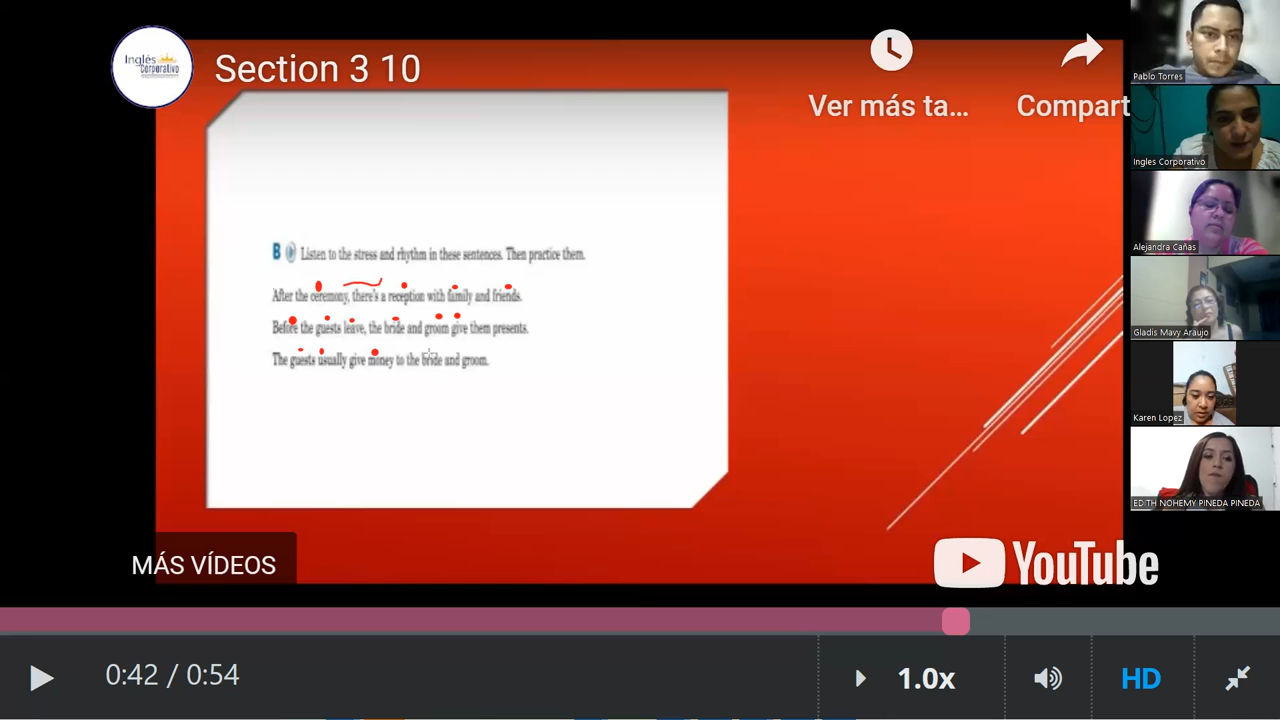 Inglés
Corporativo
Section 3 10
Ver más ta...
Compart
B Listen to the stress and rhythm in these sentences. Then practice them.
After the ceremony, there's a reception with family and friends.
Before the guests leave, the bride and groom give them presents.
The guests usually give money to the bride and groom.
MÁS VÍDEOS
YouTube
0:42 / 0:54
1.0x
HD
Pablo Torres
Ingles Corporativo
Alejandra Cañas
Gladis Mavy Araujo
Karen Lopez
EDITH NOHEMY PINEDA PINEDA